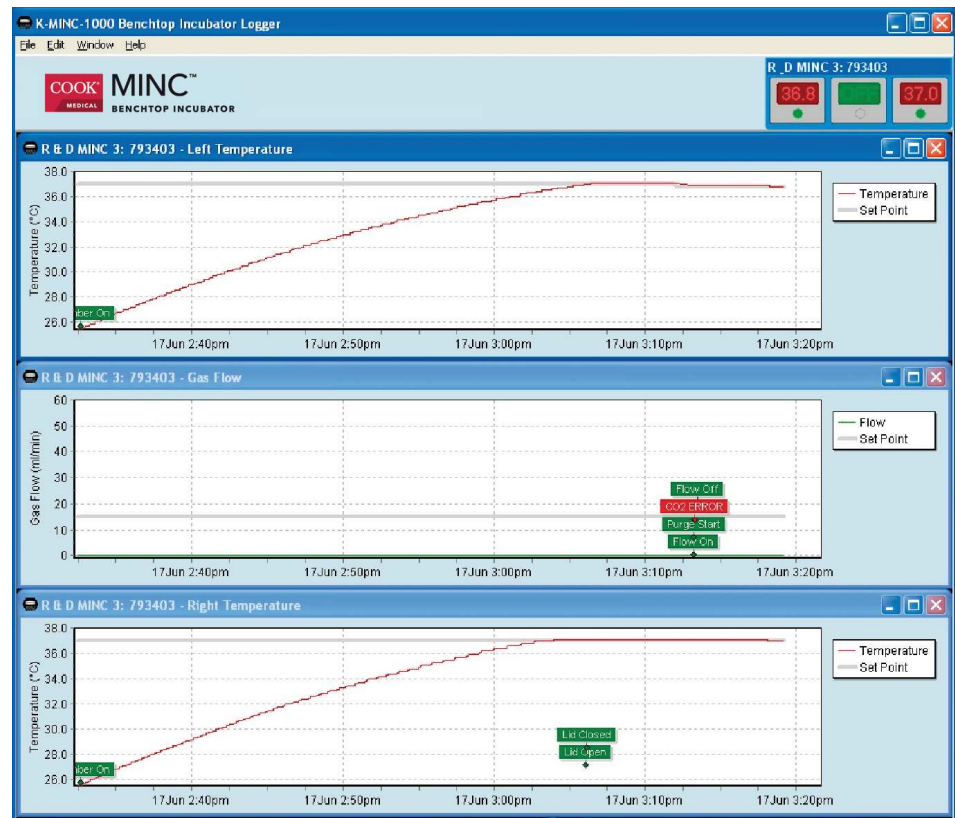 K-MINC-1000 Benchtop Incubator Logger
File Edit Window Help
COOK MEDICAL
MINC™
BENCHTOP INCUBATOR
R_D MINC 3: 793403
36.8 OFF 37.0
R & D MINC 3: 793403 - Left Temperature
Temperature (°C)
38.0
36.0
34.0
32.0
30.0
28.0
26.0
ber On
17Jun 2:40pm 17Jun 2:50pm 17Jun 3:00pm 17Jun 3:10pm 17Jun 3:20pm
Temperature
Set Point
R & D MINC 3: 793403 - Gas Flow
Gas Flow (ml/min)
60
50
40
30
20
10
0
Flow Off
CO2 ERROR
Purge Start
Flow On
17Jun 2:40pm 17Jun 2:50pm 17Jun 3:00pm 17Jun 3:10pm 17Jun 3:20pm
Flow
Set Point
R & D MINC 3: 793403 - Right Temperature
Temperature (°C)
38.0
36.0
34.0
32.0
30.0
28.0
26.0
ber On
Lid Closed
Lid Open
17Jun 2:40pm 17Jun 2:50pm 17Jun 3:00pm 17Jun 3:10pm 17Jun 3:20pm
Temperature
Set Point